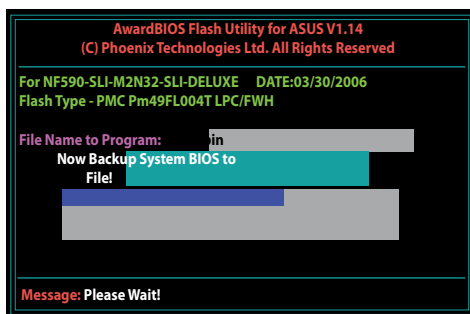 AwardBIOS Flash Utility for ASUS V1.14
(C) Phoenix Technologies Ltd. All Rights Reserved
For NF590-SLI-M2N32-SLI-DELUXE DATE:03/30/2006
Flash Type - PMC Pm49FL004T LPC/FWH
File Name to Program:
Now Backup System BIOS to
File!
Message: Please Wait!